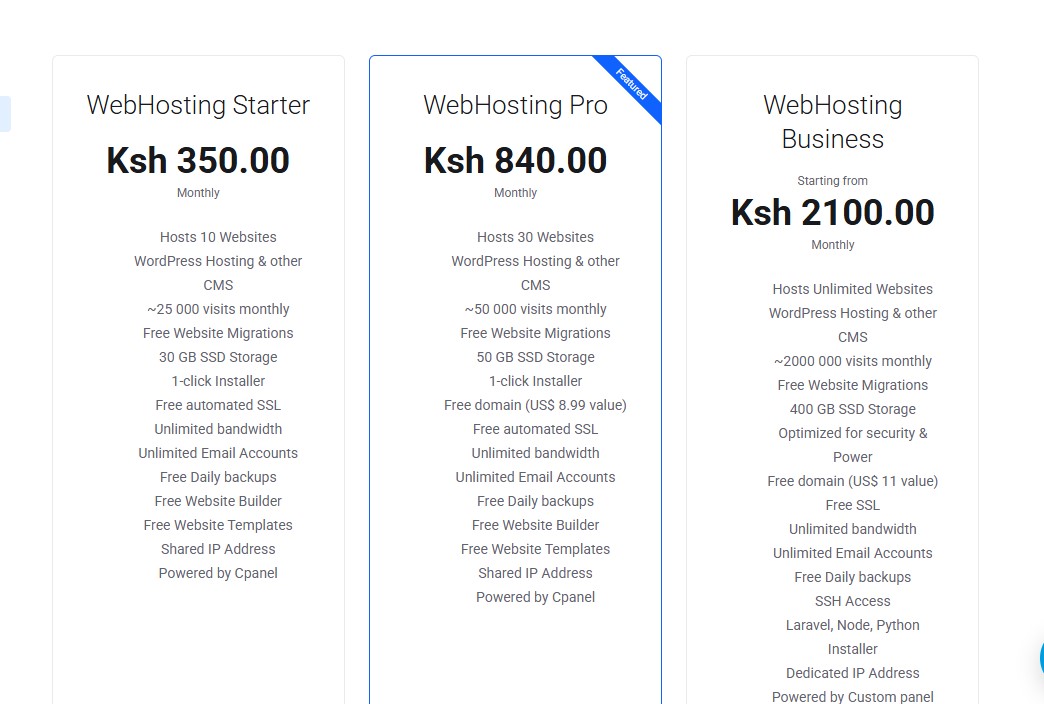 WebHosting Starter
Ksh 350.00
Monthly
Hosts 10 Websites
WordPress Hosting & other
CMS
~25 000 visits monthly
Free Website Migrations
30 GB SSD Storage
1-click Installer
Free automated SSL
Unlimited bandwidth
Unlimited Email Accounts
Free Daily backups
Free Website Builder
Free Website Templates
Shared IP Address
Powered by Cpanel
Featured
WebHosting Pro
Ksh 840.00
Monthly
Hosts 30 Websites
WordPress Hosting & other
CMS
~50 000 visits monthly
Free Website Migrations
50 GB SSD Storage
1-click Installer
Free domain (US$ 8.99 value)
Free automated SSL
Unlimited bandwidth
Unlimited Email Accounts
Free Daily backups
Free Website Builder
Free Website Templates
Shared IP Address
Powered by Cpanel
WebHosting
Business
Starting from
Ksh 2100.00
Monthly
Hosts Unlimited Websites
WordPress Hosting & other
CMS
~2000 000 visits monthly
Free Website Migrations
400 GB SSD Storage
Optimized for security &
Power
Free domain (US$ 11 value)
Free SSL
Unlimited bandwidth
Unlimited Email Accounts
Free Daily backups
SSH Access
Laravel, Node, Python
Installer
Dedicated IP Address
Powered by Custom panel